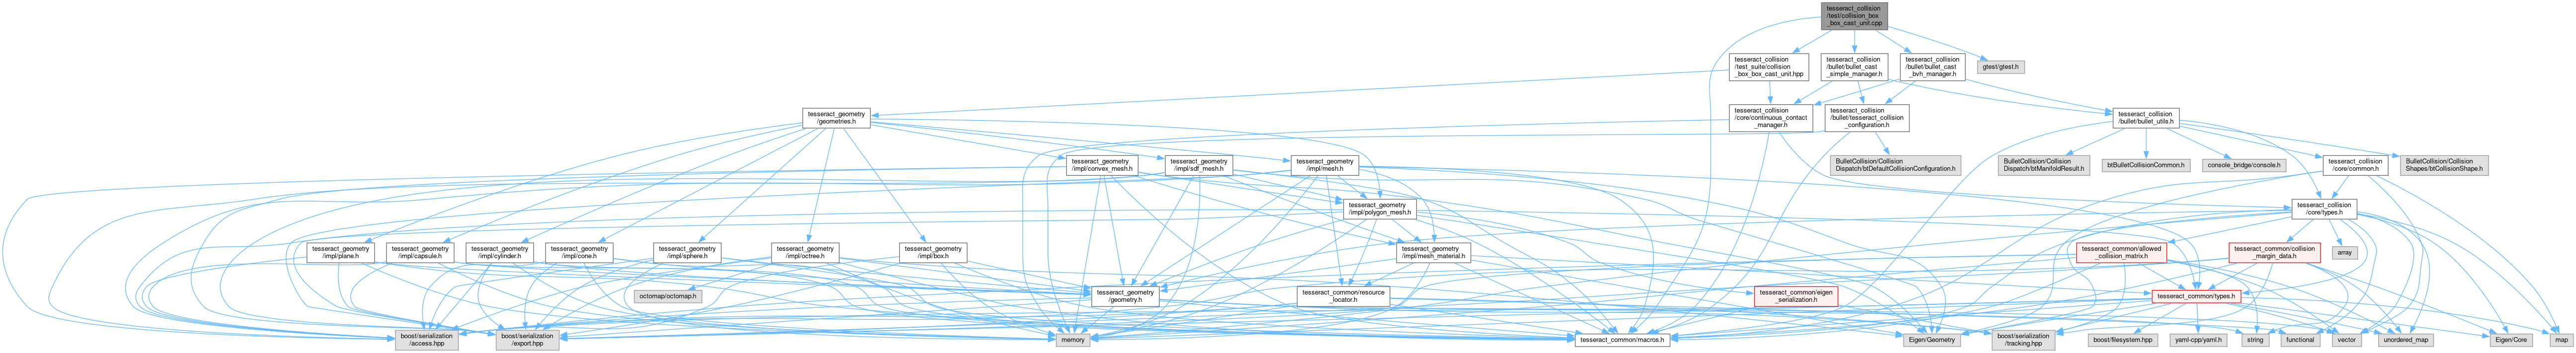 tesseract_collision
/test/collision_box
_box_cast_unit.cpp
tesseract_collision
/test_suite/collision
_box_box_cast_unit.hpp
tesseract_collision
/bullet/bullet_cast
_simple_manager.h
tesseract_collision
/bullet/bullet_cast
_bvh_manager.h
gtest/gtest.h
tesseract_geometry
/geometries.h
tesseract_collision
/core/continuous_contact
_manager.h
tesseract_collision
/bullet/tesseract_collision
_configuration.h
tesseract_collision
/bullet/bullet_utils.h
tesseract_geometry
/impl/convex_mesh.h
tesseract_geometry
/impl/sdf_mesh.h
tesseract_geometry
/impl/mesh.h
BulletCollision/Collision
Dispatch/btDefaultCollisionConfiguration.h
BulletCollision/Collision
Dispatch/btManifoldResult.h
btBulletCollisionCommon.h
console_bridge/console.h
tesseract_collision
/core/common.h
BulletCollision/Collision
Shapes/btCollisionShape.h
tesseract_geometry
/impl/polygon_mesh.h
tesseract_collision
/core/types.h
tesseract_geometry
/impl/plane.h
tesseract_geometry
/impl/capsule.h
tesseract_geometry
/impl/cylinder.h
tesseract_geometry
/impl/cone.h
tesseract_geometry
/impl/sphere.h
tesseract_geometry
/impl/octree.h
tesseract_geometry
/impl/box.h
tesseract_geometry
/impl/mesh_material.h
tesseract_common/allowed
_collision_matrix.h
tesseract_common/collision
_margin_data.h
array
octomap/octomap.h
tesseract_geometry
/geometry.h
tesseract_common/resource
_locator.h
tesseract_common/eigen
_serialization.h
tesseract_common/types.h
boost/serialization
/access.hpp
boost/serialization
/export.hpp
memory
tesseract_common/macros.h
Eigen/Geometry
boost/serialization
/tracking.hpp
boost/filesystem.hpp
yaml-cpp/yaml.h
string
functional
vector
unordered_map
Eigen/Core
map